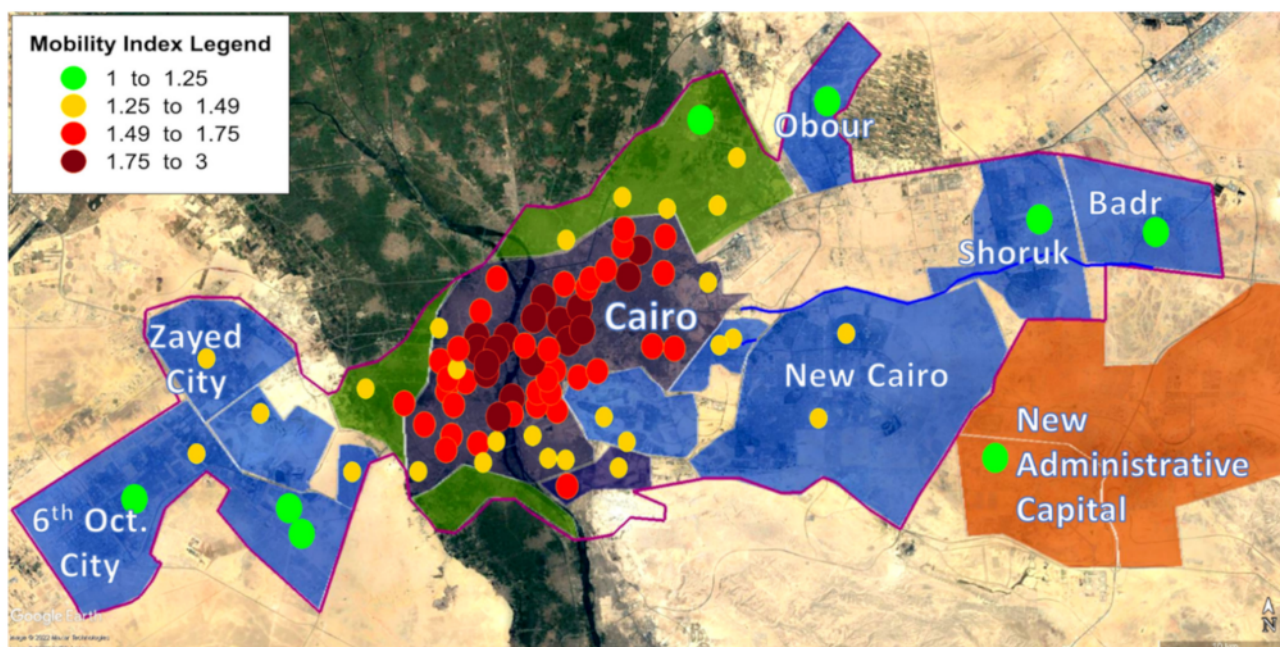 Mobility Index Legend
1 to 1.25
1.25 to 1.49
1.49 to 1.75
1.75 to 3
Obour
Badr
Shoruk
Cairo
Zayed
City
New Cairo
New
Administrative
Capital
6th Oct.
City
Google Earth
N